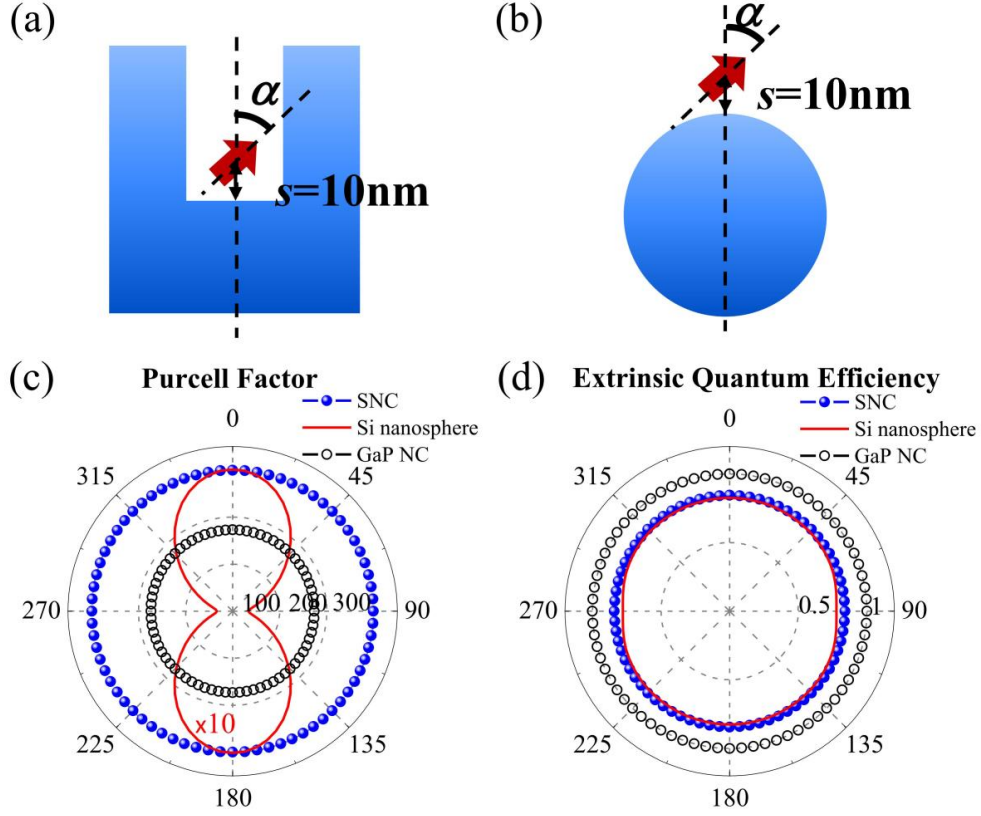 (a)
α
s=10nm
(b)
α
s=10nm
(c)
Purcell Factor
SNC
Si nanosphere
GaP NC
0
45
90
135
180
225
270
315
100
200
300
x10
(d)
Extrinsic Quantum Efficiency
SNC
Si nanosphere
GaP NC
0
45
90
135
180
225
270
315
0.5
1